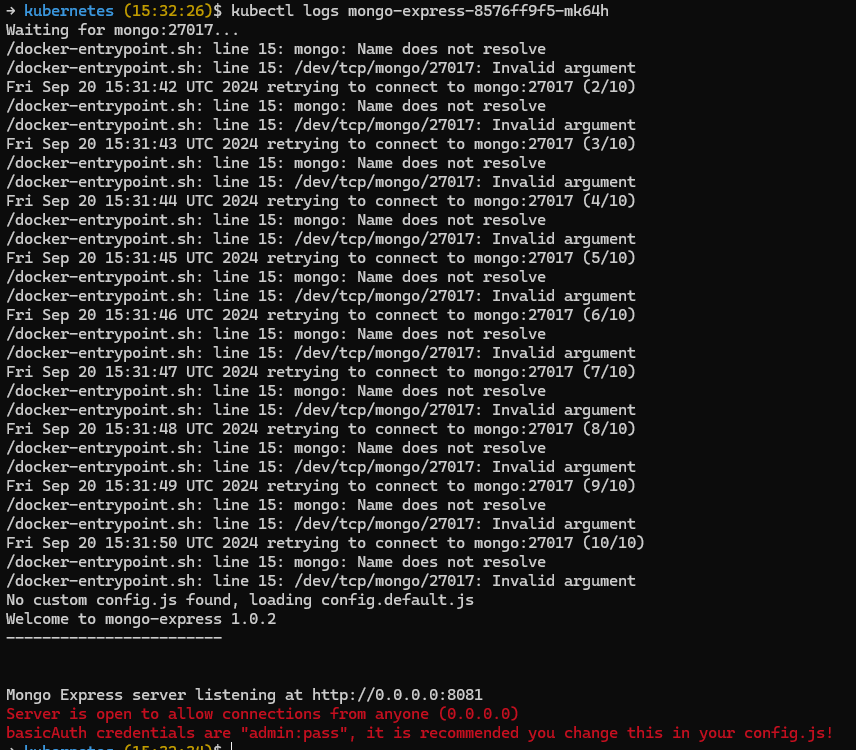 → kubernetes (15:32:26)$ kubectl logs mongo-express-8576ff9f5-mk64h
Waiting for mongo:27017...
/docker-entrypoint.sh: line 15: mongo: Name does not resolve
/docker-entrypoint.sh: line 15: /dev/tcp/mongo/27017: Invalid argument
Fri Sep 20 15:31:42 UTC 2024 retrying to connect to mongo:27017 (2/10)
/docker-entrypoint.sh: line 15: mongo: Name does not resolve
/docker-entrypoint.sh: line 15: /dev/tcp/mongo/27017: Invalid argument
Fri Sep 20 15:31:43 UTC 2024 retrying to connect to mongo:27017 (3/10)
/docker-entrypoint.sh: line 15: mongo: Name does not resolve
/docker-entrypoint.sh: line 15: /dev/tcp/mongo/27017: Invalid argument
Fri Sep 20 15:31:44 UTC 2024 retrying to connect to mongo:27017 (4/10)
/docker-entrypoint.sh: line 15: mongo: Name does not resolve
/docker-entrypoint.sh: line 15: /dev/tcp/mongo/27017: Invalid argument
Fri Sep 20 15:31:45 UTC 2024 retrying to connect to mongo:27017 (5/10)
/docker-entrypoint.sh: line 15: mongo: Name does not resolve
/docker-entrypoint.sh: line 15: /dev/tcp/mongo/27017: Invalid argument
Fri Sep 20 15:31:46 UTC 2024 retrying to connect to mongo:27017 (6/10)
/docker-entrypoint.sh: line 15: mongo: Name does not resolve
/docker-entrypoint.sh: line 15: /dev/tcp/mongo/27017: Invalid argument
Fri Sep 20 15:31:47 UTC 2024 retrying to connect to mongo:27017 (7/10)
/docker-entrypoint.sh: line 15: mongo: Name does not resolve
/docker-entrypoint.sh: line 15: /dev/tcp/mongo/27017: Invalid argument
Fri Sep 20 15:31:48 UTC 2024 retrying to connect to mongo:27017 (8/10)
/docker-entrypoint.sh: line 15: mongo: Name does not resolve
/docker-entrypoint.sh: line 15: /dev/tcp/mongo/27017: Invalid argument
Fri Sep 20 15:31:49 UTC 2024 retrying to connect to mongo:27017 (9/10)
/docker-entrypoint.sh: line 15: mongo: Name does not resolve
/docker-entrypoint.sh: line 15: /dev/tcp/mongo/27017: Invalid argument
Fri Sep 20 15:31:50 UTC 2024 retrying to connect to mongo:27017 (10/10)
/docker-entrypoint.sh: line 15: mongo: Name does not resolve
/docker-entrypoint.sh: line 15: /dev/tcp/mongo/27017: Invalid argument
No custom config.js found, loading config.default.js
Welcome to mongo-express 1.0.2
------------------------
Mongo Express server listening at http://0.0.0.0:8081
Server is open to allow connections from anyone (0.0.0.0)
basicAuth credentials are "admin:pass", it is recommended you change this in your config.js!
→ kubernetes